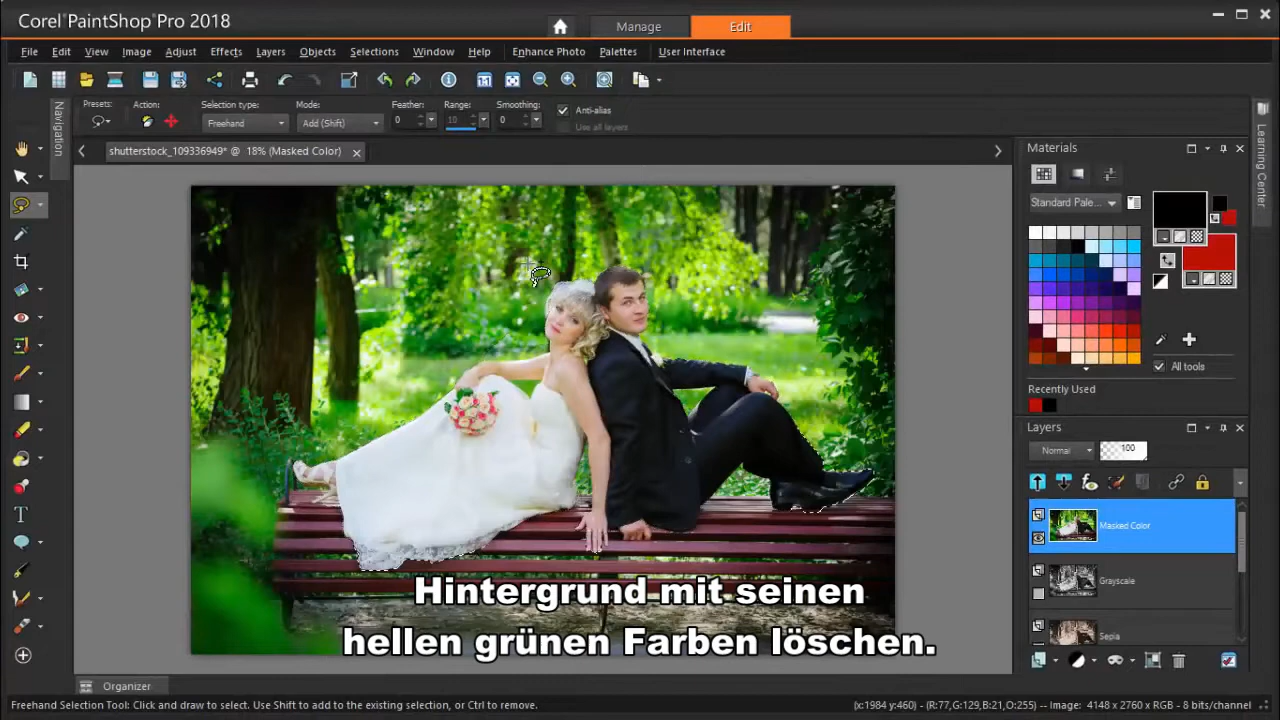 Corel PaintShop Pro 2018
Manage
Edit
File Edit View Image Adjust Effects Layers Objects Selections Window Help Enhance Photo Palettes User Interface
Presets: Action: Selection type: Mode: Feather: Range: Smoothing: Anti-alias
Freehand Add (Shift) 0 10 0 Use all layers
Navigation
shutterstock_109336949* @ 18% (Masked Color)
Materials
Learning Center
Standard Pale...
All tools
Recently Used
Layers
Normal 100
Masked Color
Grayscale
Sepia
Hintergrund mit seinen
hellen grünen Farben löschen.
Organizer
Freehand Selection Tool: Click and draw to select. Use Shift to add to the existing selection, or Ctrl to remove.
(x:1984 y:460) - (R:77,G:129,B:21,O:255) -- Image: 4148 x 2760 x RGB - 8 bits/channel